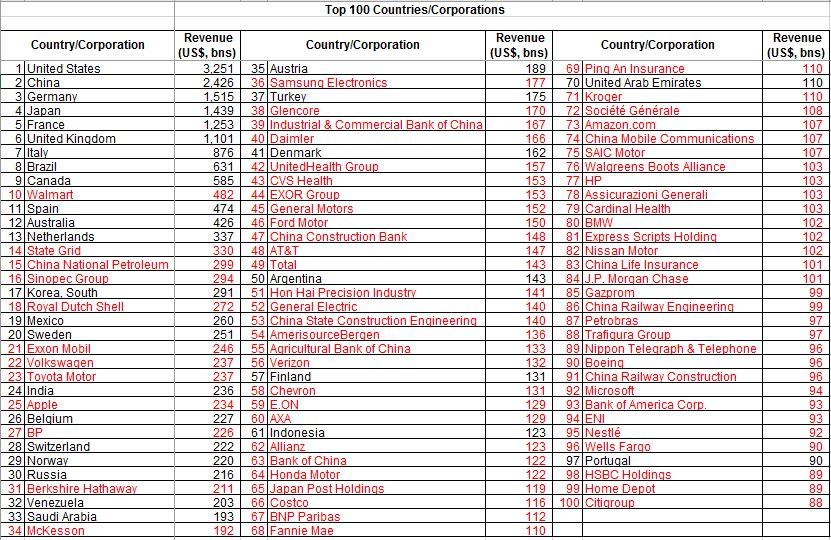 Top 100 Countries/Corporations
Country/Corporation Revenue (US$, bns) Country/Corporation Revenue (US$, bns) Country/Corporation Revenue (US$, bns)
1 United States 3,251 35 Austria 189 69 Ping An Insurance 110
2 China 2,426 36 Samsung Electronics 177 70 United Arab Emirates 110
3 Germany 1,515 37 Turkey 175 71 Kroger 110
4 Japan 1,439 38 Glencore 170 72 Société Générale 108
5 France 1,253 39 Industrial & Commercial Bank of China 167 73 Amazon.com 107
6 United Kingdom 1,101 40 Daimler 166 74 China Mobile Communications 107
7 Italy 876 41 Denmark 162 75 SAIC Motor 107
8 Brazil 631 42 UnitedHealth Group 157 76 Walgreens Boots Alliance 103
9 Canada 585 43 CVS Health 153 77 HP 103
10 Walmart 482 44 EXOR Group 153 78 Assicurazioni Generali 103
11 Spain 474 45 General Motors 152 79 Cardinal Health 103
12 Australia 426 46 Ford Motor 150 80 BMW 102
13 Netherlands 337 47 China Construction Bank 148 81 Express Scripts Holding 102
14 State Grid 330 48 AT&T 147 82 Nissan Motor 102
15 China National Petroleum 299 49 Total 143 83 China Life Insurance 101
16 Sinopec Group 294 50 Argentina 143 84 J.P. Morgan Chase 101
17 Korea, South 291 51 Hon Hai Precision Industry 141 85 Gazprom 99
18 Royal Dutch Shell 272 52 General Electric 140 86 China Railway Engineering 99
19 Mexico 260 53 China State Construction Engineering 140 87 Petrobras 97
20 Sweden 251 54 AmerisourceBergen 136 88 Trafigura Group 97
21 Exxon Mobil 246 55 Agricultural Bank of China 133 89 Nippon Telegraph & Telephone 96
22 Volkswagen 237 56 Verizon 132 90 Boeing 96
23 Toyota Motor 237 57 Finland 131 91 China Railway Construction 96
24 India 236 58 Chevron 131 92 Microsoft 94
25 Apple 234 59 E.ON 129 93 Bank of America Corp. 93
26 Belgium 227 60 AXA 129 94 ENI 93
27 BP 226 61 Indonesia 123 95 Nestlé 92
28 Switzerland 222 62 Allianz 123 96 Wells Fargo 90
29 Norway 220 63 Bank of China 122 97 Portugal 90
30 Russia 216 64 Honda Motor 122 98 HSBC Holdings 89
31 Berkshire Hathaway 211 65 Japan Post Holdings 119 99 Home Depot 89
32 Venezuela 203 66 Costco 116 100 Citigroup 88
33 Saudi Arabia 193 67 BNP Paribas 112
34 McKesson 192 68 Fannie Mae 110